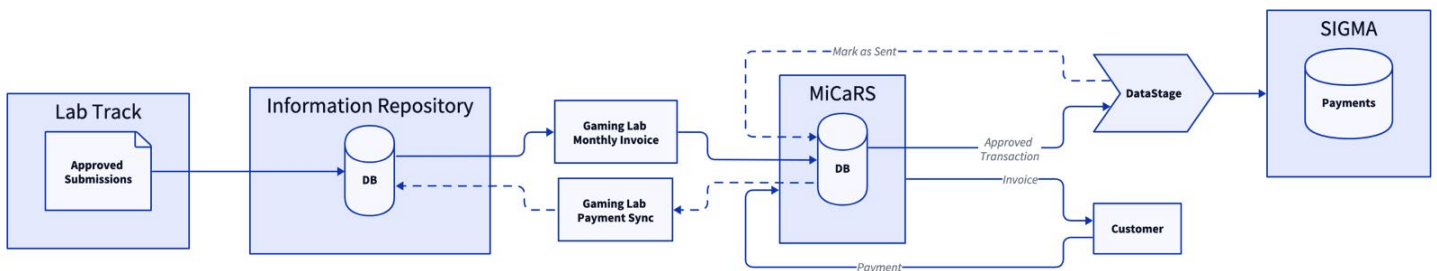 Lab Track
Approved
Submissions
Information Repository
DB
Gaming Lab
Monthly Invoice
Gaming Lab
Payment Sync
Mark as Sent
MiCaRS
DB
Approved
Transaction
Invoice
Payment
DataStage
Customer
SIGMA
Payments